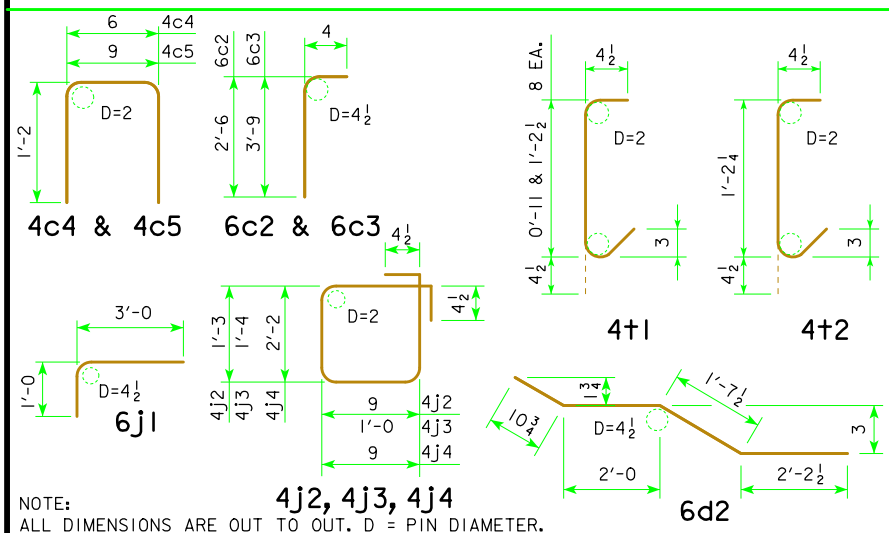 6 4c4
9 4c5
1'-2
D=2
4c4 & 4c5
6c2 6c3
4
2'-6 3'-9
D=4½
6c2 & 6c3
8 EA.
4½
D=2
0'-11 & 1'-2½
3
4½
4t1
4½
D=2
1'-2¼
3
4½
4t2
3'-0
1'-0
D=4½
6j1
4½
1'-3 1'-4 2'-2
D=2
4½
4j2 4j3 4j4
9 4j2
1'-0 4j3
9 4j4
4j2, 4j3, 4j4
1¾
1'-7½
10¾
D=4½
3
2'-0
2'-2½
6d2
NOTE:
ALL DIMENSIONS ARE OUT TO OUT. D = PIN DIAMETER.